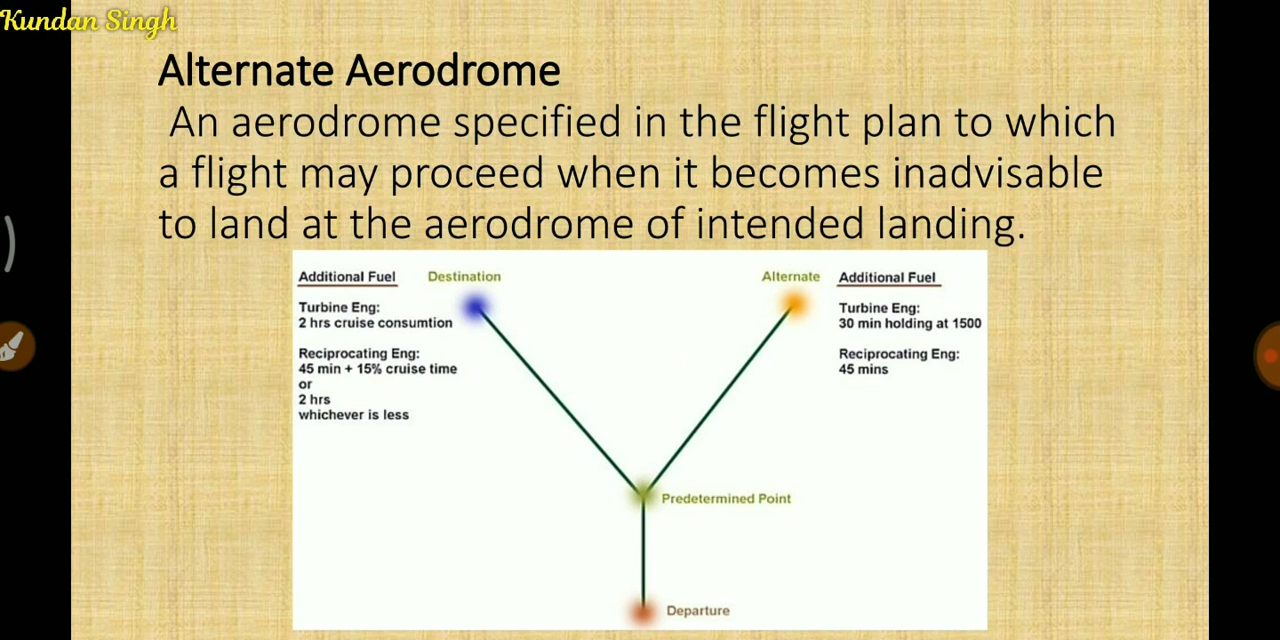 Kundan Singh
Alternate Aerodrome
An aerodrome specified in the flight plan to which
a flight may proceed when it becomes inadvisable
to land at the aerodrome of intended landing.
Additional Fuel
Destination
Turbine Eng:
2 hrs cruise consumtion
Reciprocating Eng:
45 min + 15% cruise time
or
2 hrs
whichever is less
Alternate
Additional Fuel
Turbine Eng:
30 min holding at 1500
Reciprocating Eng:
45 mins
Predetermined Point
Departure